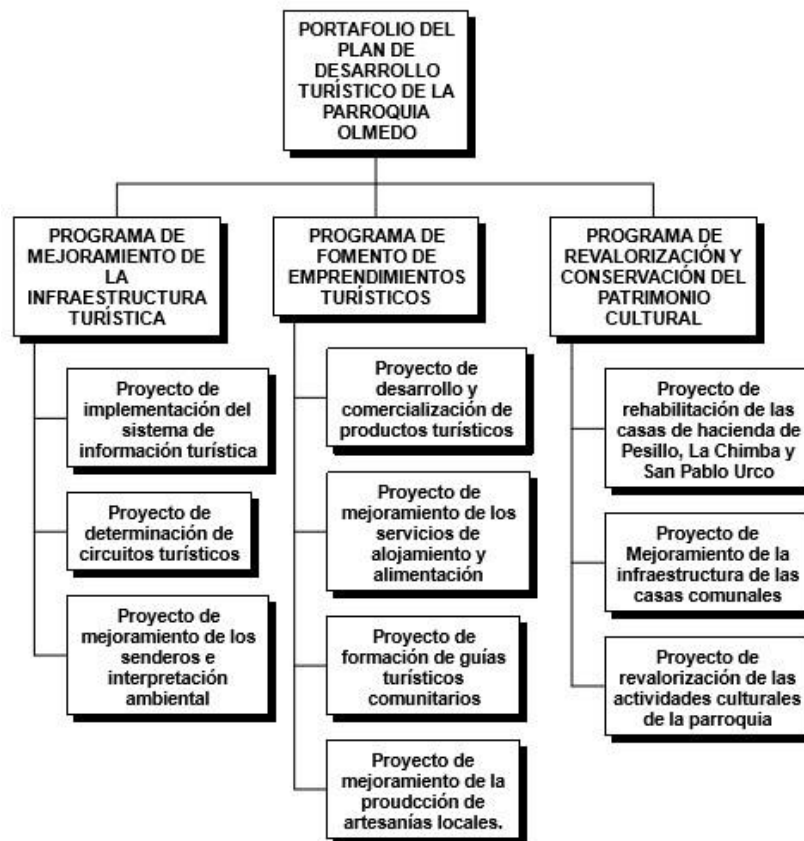 PORTAFOLIO DEL
PLAN DE
DESARROLLO
TURÍSTICO DE LA
PARROQUIA
OLMEDO
PROGRAMA DE
MEJORAMIENTO DE
LA
INFRAESTRUCTURA
TURÍSTICA
Proyecto de
implementación del
sistema de
información turística
Proyecto de
determinación de
circuitos turísticos
Proyecto de
mejoramiento de los
senderos e
interpretación
ambiental
PROGRAMA DE
FOMENTO DE
EMPRENDIMIENTOS
TURÍSTICOS
Proyecto de
desarrollo y
comercialización de
productos turísticos
Proyecto de
mejoramiento de los
servicios de
alojamiento y
alimentación
Proyecto de
formación de guías
turísticos
comunitarios
Proyecto de
mejoramiento de la
proudcción de
artesanías locales.
PROGRAMA DE
REVALORIZACIÓN Y
CONSERVACIÓN DEL
PATRIMONIO
CULTURAL
Proyecto de
rehabilitación de las
casas de hacienda de
Pesillo, La Chimba y
San Pablo Urco
Proyecto de
Mejoramiento de la
infraestructura de las
casas comunales
Proyecto de
revalorización de las
actividades culturales
de la parroquia